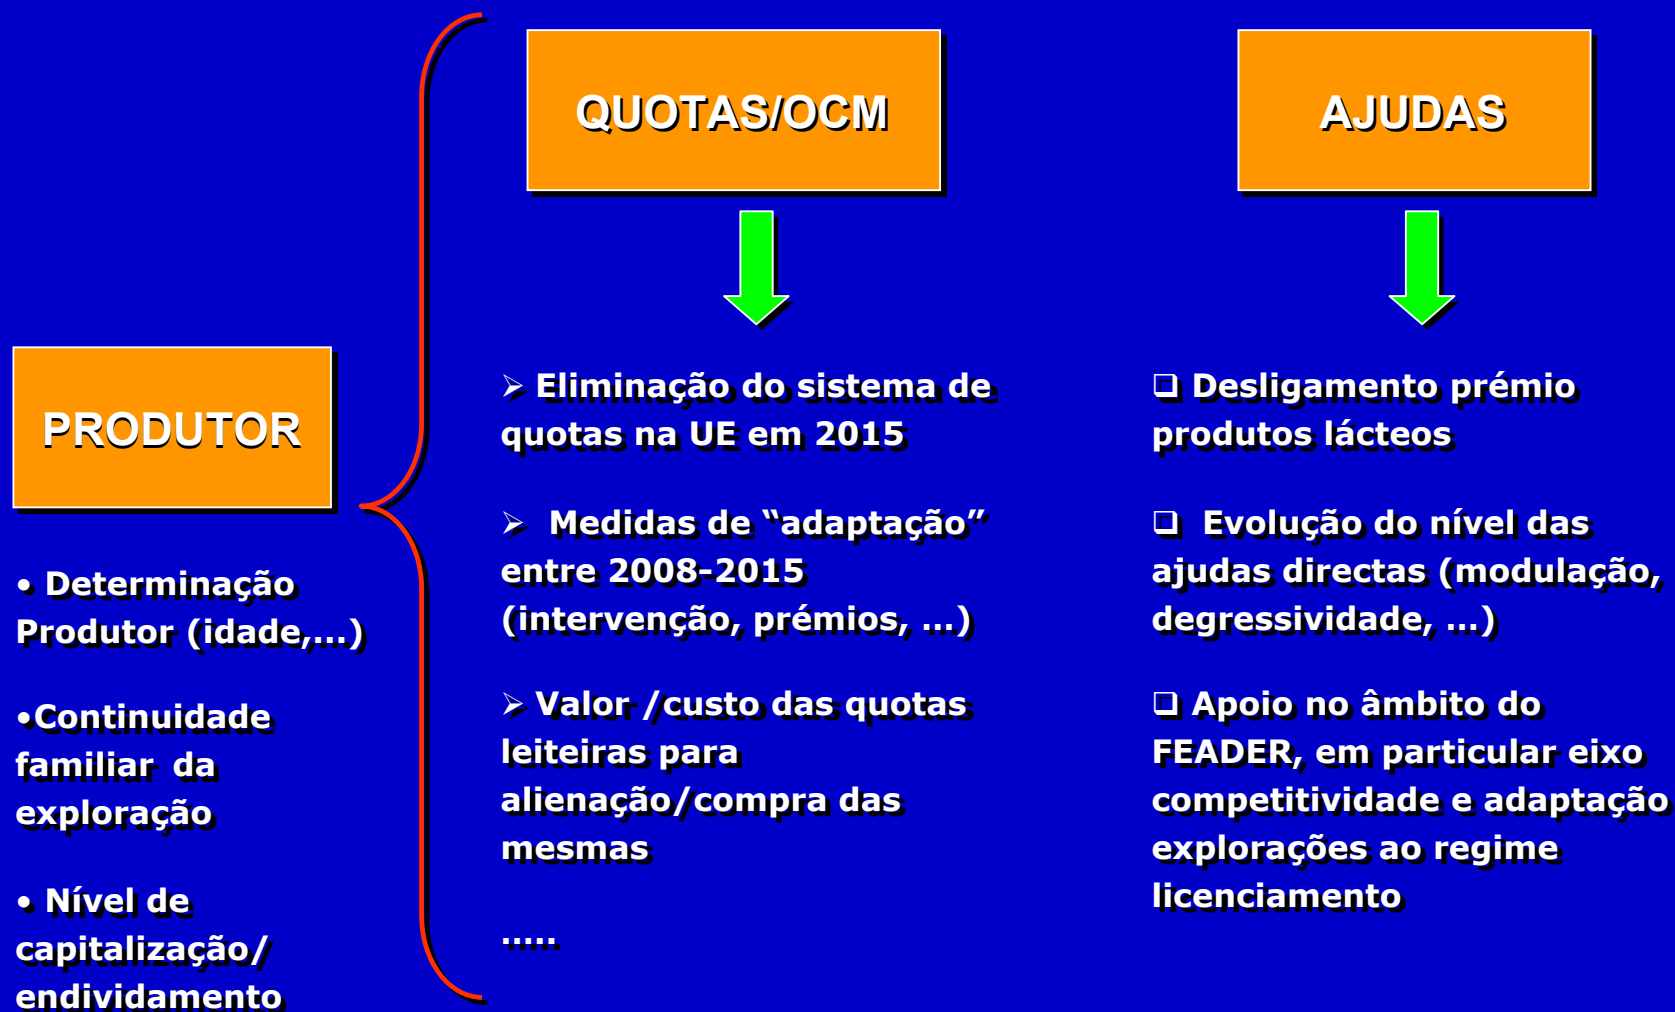 PRODUTOR
• Determinação
Produtor (idade,...)
•Continuidade
familiar da
exploração
• Nível de
capitalização/
endividamento
QUOTAS/OCM
➢ Eliminação do sistema de
quotas na UE em 2015
➢ Medidas de “adaptação”
entre 2008-2015
(intervenção, prémios, ...)
➢ Valor /custo das quotas
leiteiras para
alienação/compra das
mesmas
.....
AJUDAS
❑ Desligamento prémio
produtos lácteos
❑ Evolução do nível das
ajudas directas (modulação,
degressividade, ...)
❑ Apoio no âmbito do
FEADER, em particular eixo
competitividade e adaptação
explorações ao regime
licenciamento